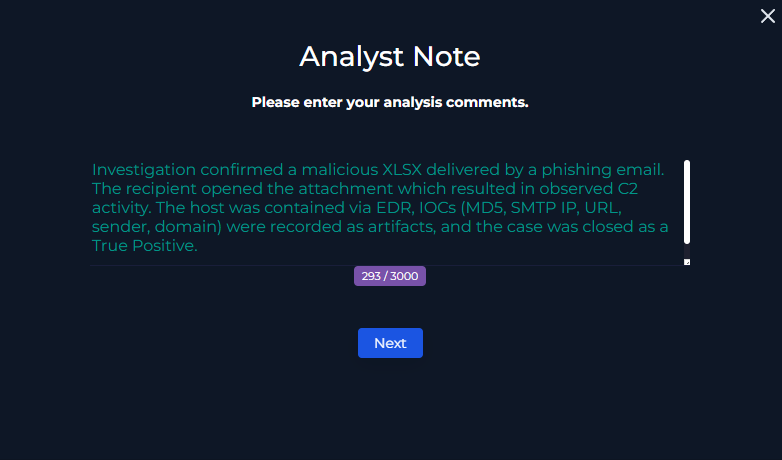 Analyst Note
Please enter your analysis comments.
Investigation confirmed a malicious XLSX delivered by a phishing email.
The recipient opened the attachment which resulted in observed C2
activity. The host was contained via EDR, IOCs (MD5, SMTP IP, URL,
sender, domain) were recorded as artifacts, and the case was closed as a
True Positive.
293 / 3000
Next